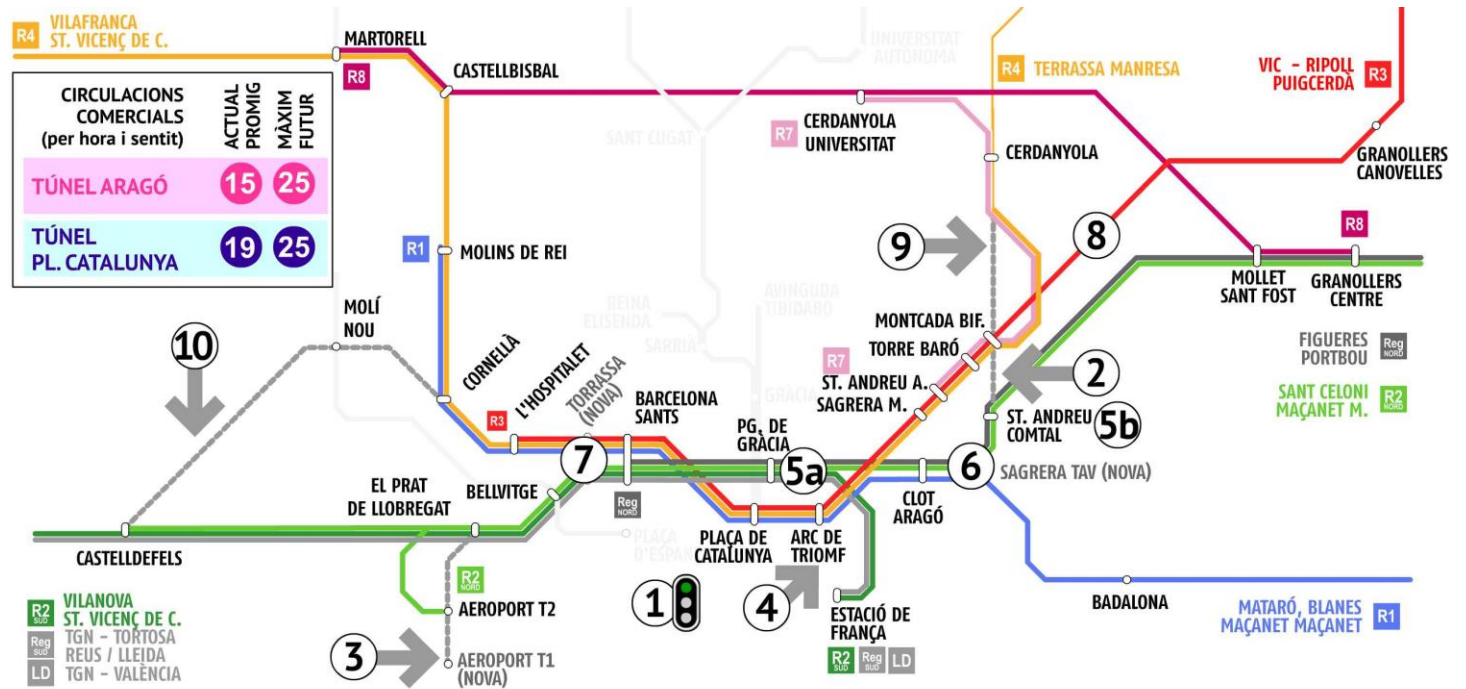 R4
VILAFRANCA
ST. VICENÇ DE C.
MARTORELL
R8
CASTELLBISBAL
UNIVERSITAT
AUTÒNOMA
R4
TERRASSA MANRESA
VIC - RIPOLL
PUIGCERDÀ
R3
CIRCULACIONS
COMERCIALS
(per hora i sentit)
ACTUAL
PROMIG
MÀXIM
FUTUR
TÚNEL ARAGÓ
15
25
TÚNEL
PL. CATALUNYA
19
25
SANT CUGAT
R7
CERDANYOLA
UNIVERSITAT
CERDANYOLA
GRANOLLERS
CANOVELLES
R1
MOLINS DE REI
9
8
R8
MOLLET
SANT FOST
GRANOLLERS
CENTRE
MOLÍ
NOU
REINA
ELISENDA
AVINGUDA
TIBIDABO
SARRIÀ
GRÀCIA
10
CORNELLÀ
R3
L'HOSPITALET
TORRASSA
(NOVA)
BARCELONA
SANTS
PG. DE
GRÀCIA
R7
MONTCADA BIF.
TORRE BARÓ
ST. ANDREU A.
SAGRERA M.
2
FIGUERES
PORTBOU
Reg
NORD
SANT CELONI
MAÇANET M.
R2
NORD
ST. ANDREU
COMTAL
5b
7
5a
6
SAGRERA TAV (NOVA)
EL PRAT
DE LLOBREGAT
BELLVITGE
Reg
NORD
CLOT
ARAGÓ
CASTELLDEFELS
PLAÇA
D'ESPANYA
PLAÇA DE
CATALUNYA
ARC DE
TRIOMF
R2
NORD
AEROPORT T2
1
4
ESTACIÓ DE
FRANÇA
R2
SUD
Reg
SUD
LD
BADALONA
MATARÓ, BLANES
MAÇANET MAÇANET
R1
R2
SUD
VILANOVA
ST. VICENÇ DE C.
Reg
SUD
TGN - TORTOSA
REUS / LLEIDA
LD
TGN - VALÈNCIA
3
AEROPORT T1
(NOVA)